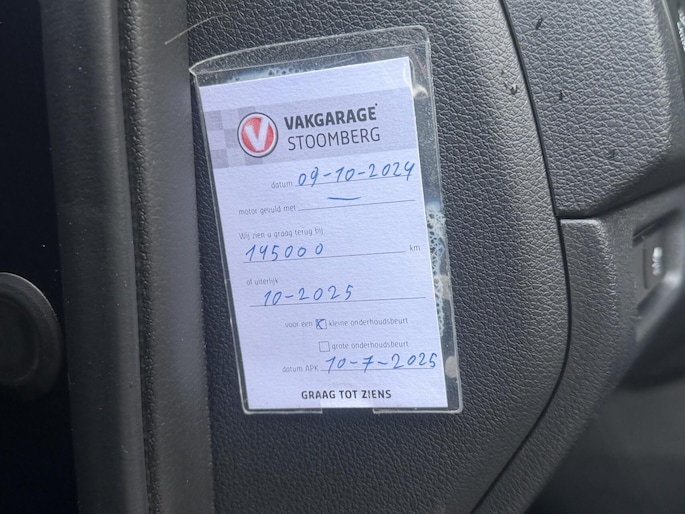 VAKGARAGE
STOOMBERG
datum 09-10-2024
motor gevuld met —
Wij zien u graag terug bij
145000 km
of uiterlijk
10-2025
voor een ☒ kleine onderhoudsbeurt
☐ grote onderhoudsbeurt
datum APK 10-7-2025
GRAAG TOT ZIENS